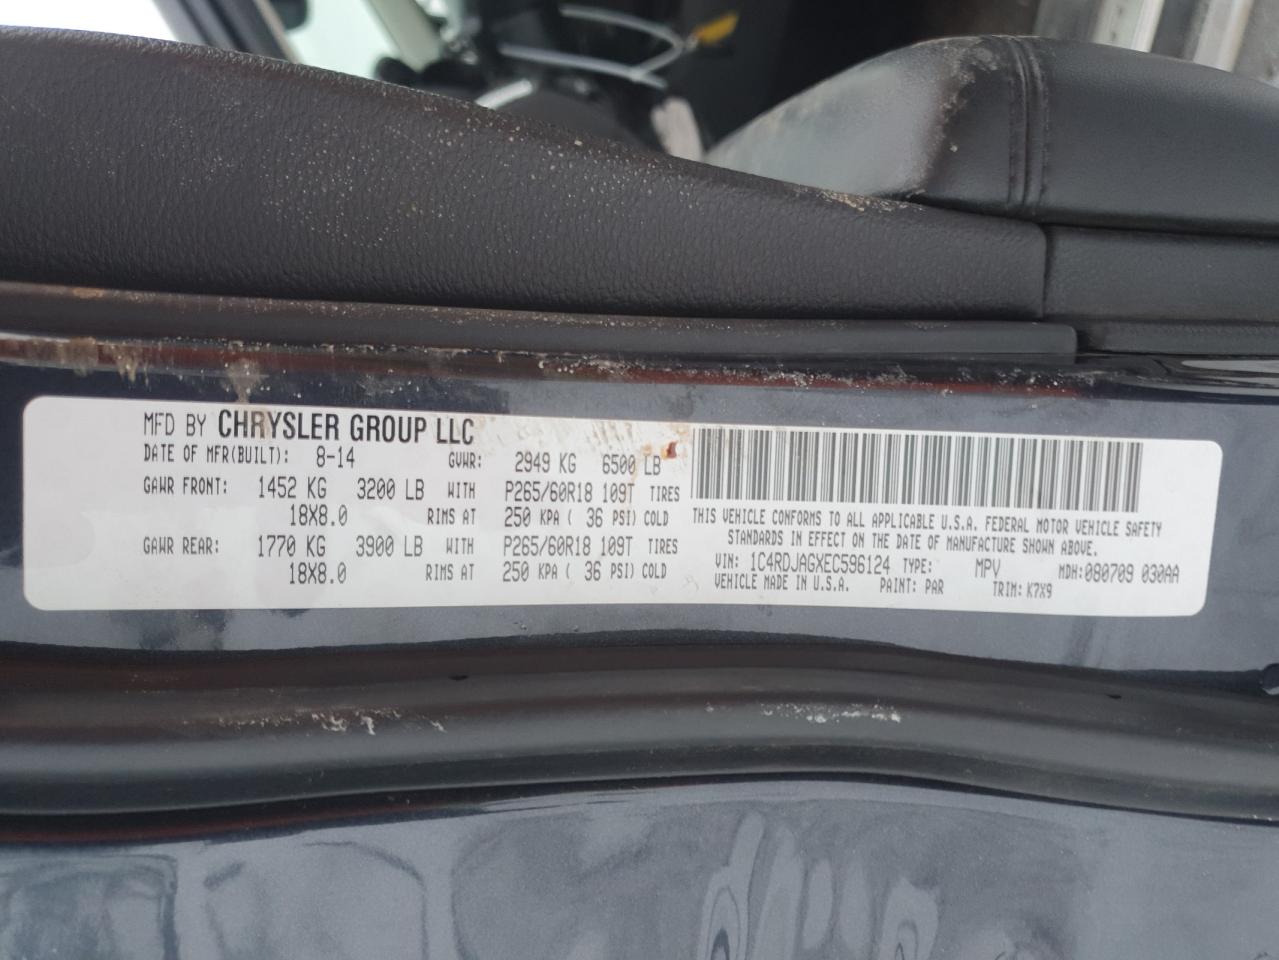 MFD BY CHRYSLER GROUP LLC
DATE OF MFR(BUILT): 8-14 GVWR: 2949 KG 6500 LB
GAWR FRONT: 1452 KG 3200 LB WITH P265/60R18 109T TIRES
18X8.0 RIMS AT 250 KPA ( 36 PSI) COLD
GAWR REAR: 1770 KG 3900 LB WITH P265/60R18 109T TIRES
18X8.0 RIMS AT 250 KPA ( 36 PSI) COLD
THIS VEHICLE CONFORMS TO ALL APPLICABLE U.S.A. FEDERAL MOTOR VEHICLE SAFETY
STANDARDS IN EFFECT ON THE DATE OF MANUFACTURE SHOWN ABOVE.
VIN: 1C4RDJAGXEC596124 TYPE: MPV MDH: 080709 030AA
VEHICLE MADE IN U.S.A. PAINT: PAR TRIM: K7X9